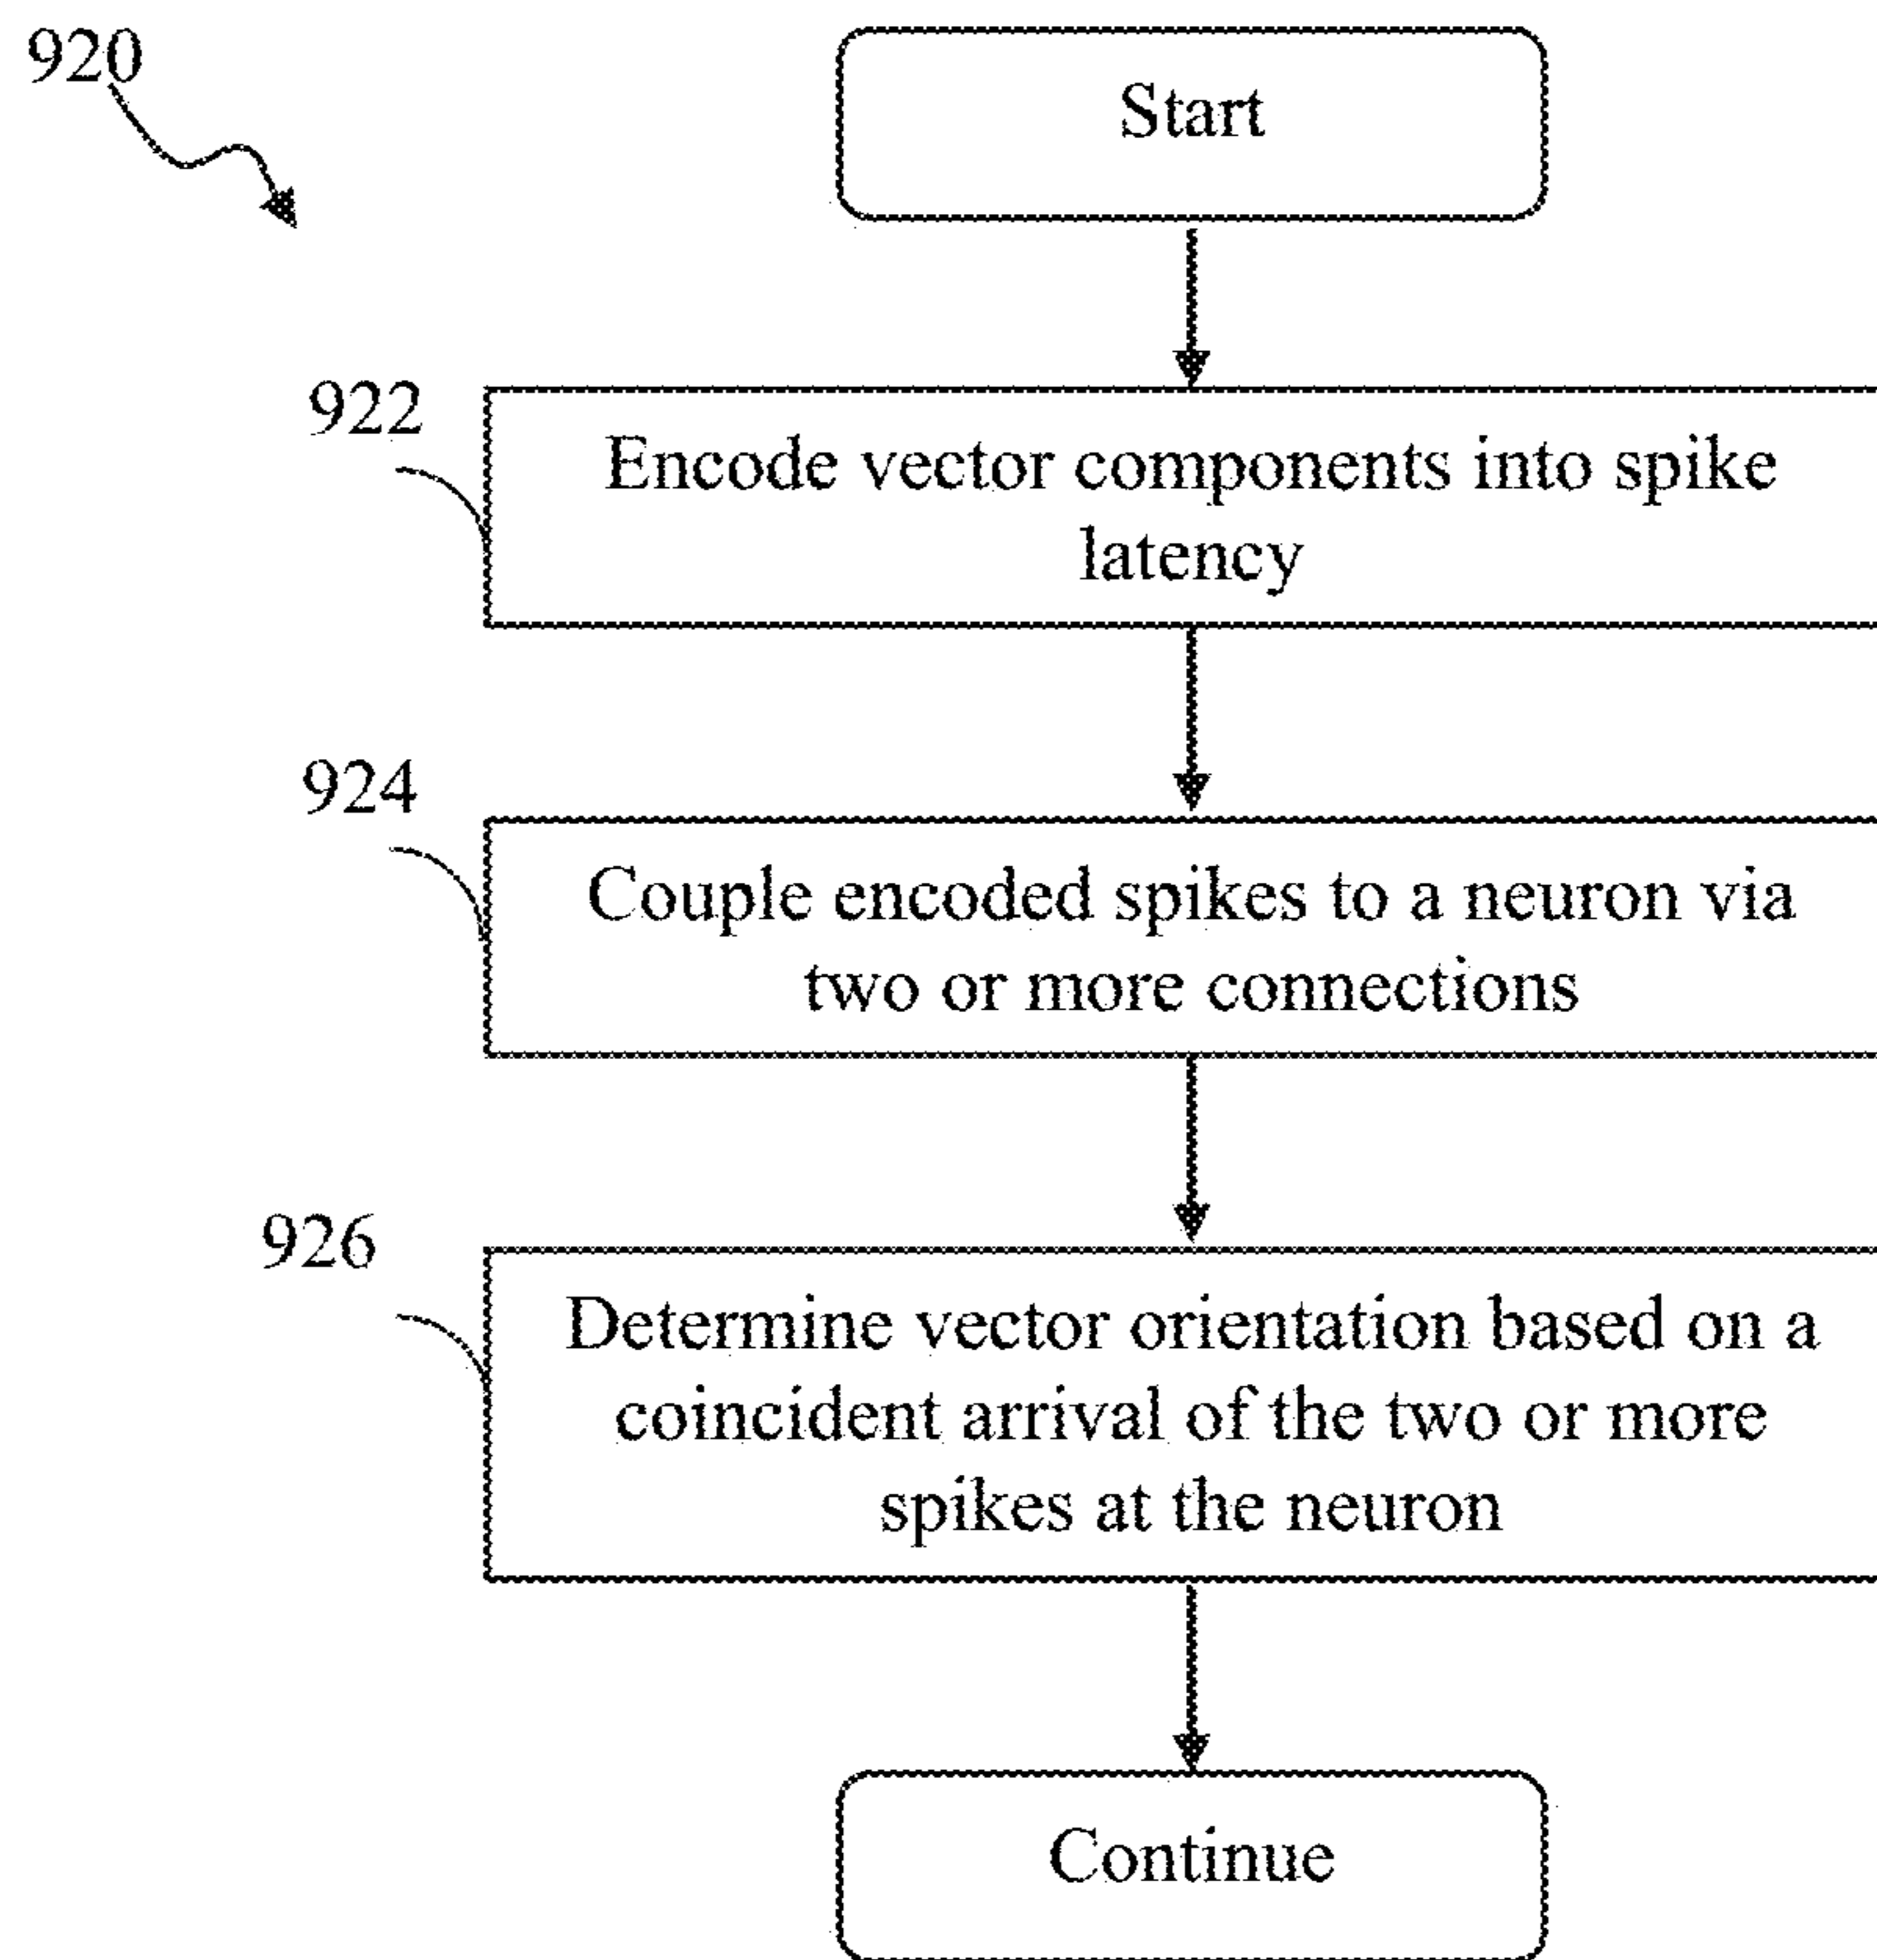 920
Start
922
Encode vector components into spike
latency
924
Couple encoded spikes to a neuron via
two or more connections
926
Determine vector orientation based on a
coincident arrival of the two or more
spikes at the neuron
Continue